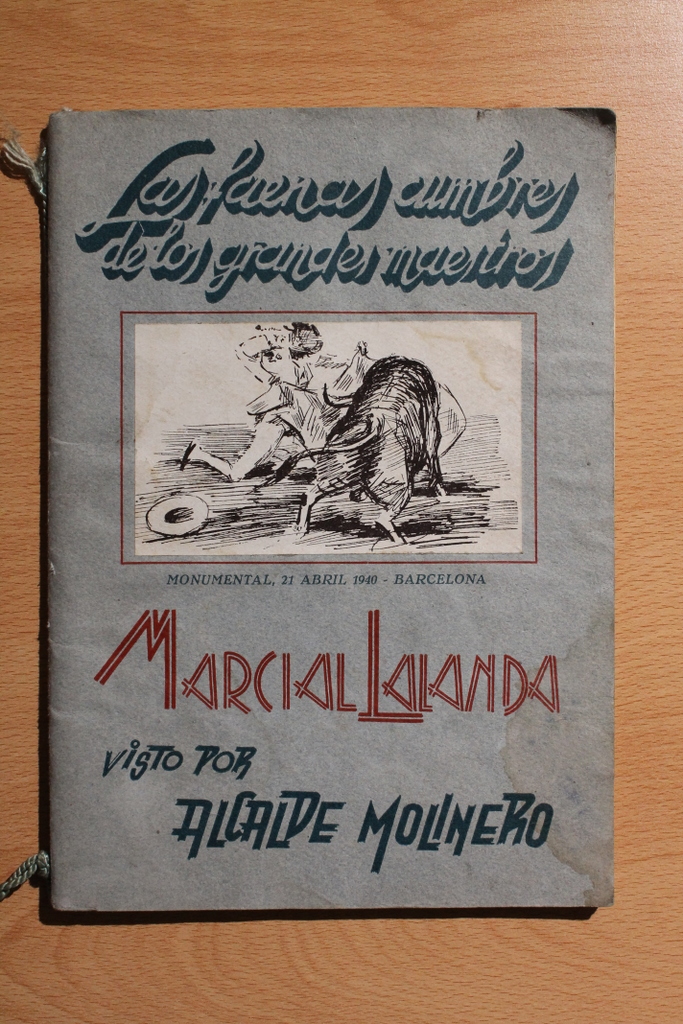 Las faenas cumbres
de los grandes maestros
MONUMENTAL, 21 ABRIL 1940 - BARCELONA
MARCIAL LALANDA
VISTO POR
ALCALDE MOLINERO